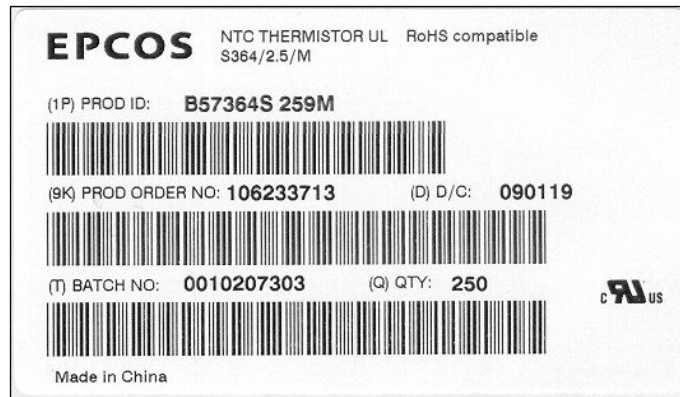 EPCOS NTC THERMISTOR UL RoHS compatible
S364/2.5/M
(1P) PROD ID: B57364S 259M
(9K) PROD ORDER NO: 106233713 (D) D/C: 090119
(T) BATCH NO: 0010207303 (Q) QTY: 250
c RU US
Made in China